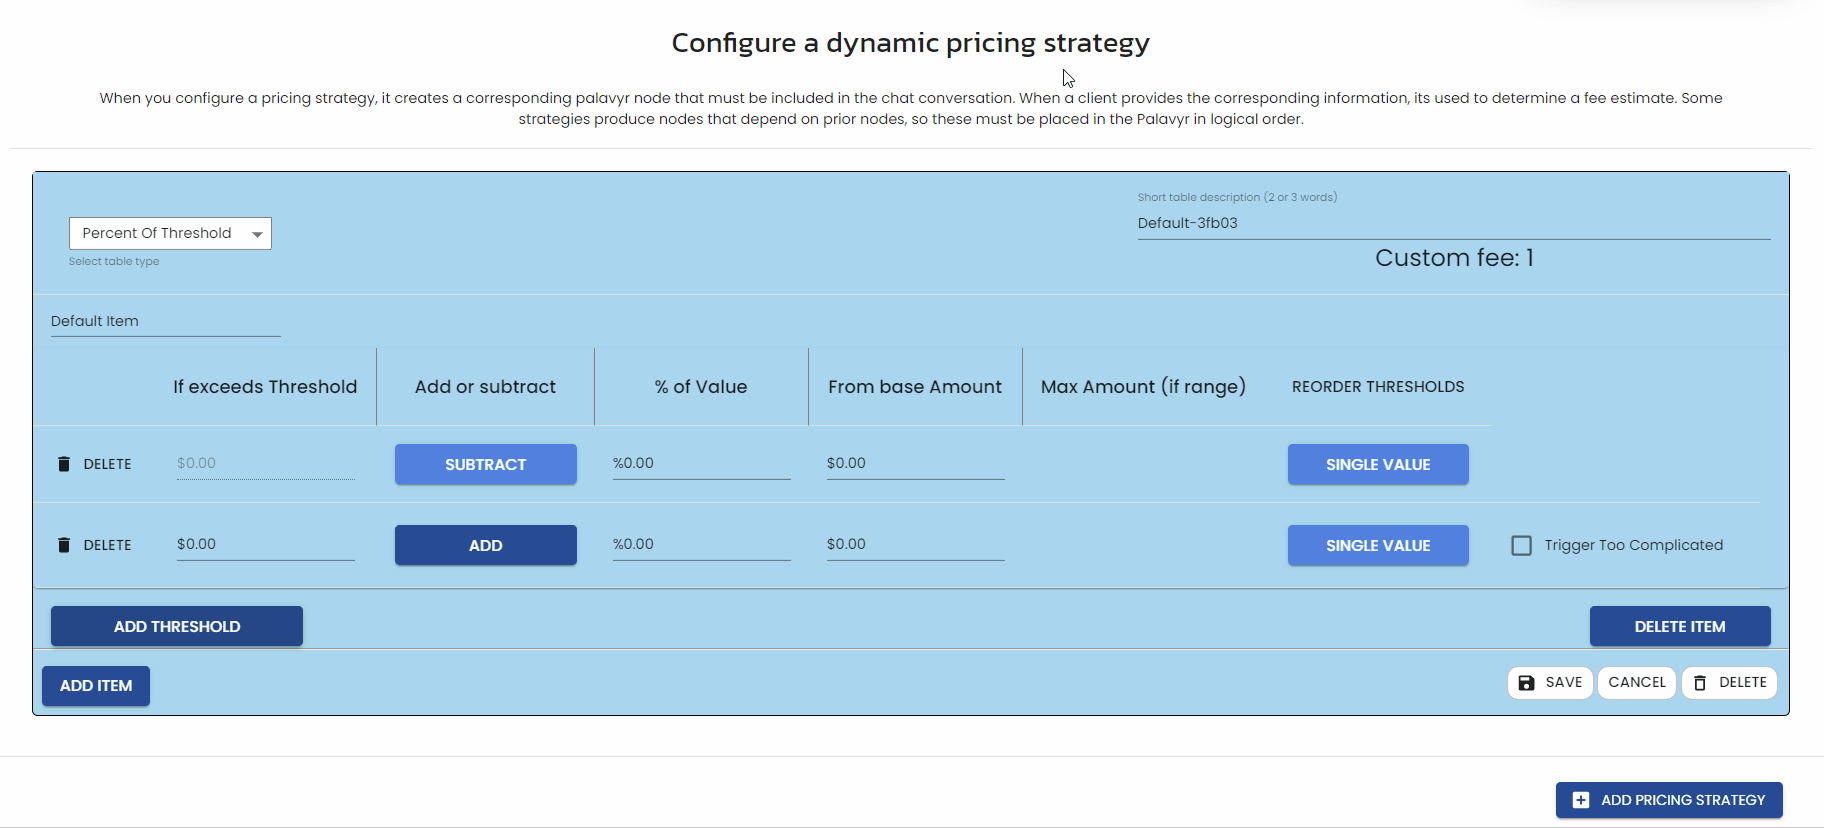 Configure a dynamic pricing strategy
When you configure a pricing strategy, it creates a corresponding palavyr node that must be included in the chat conversation. When a client provides the corresponding information, its used to determine a fee estimate. Some
strategies produce nodes that depend on prior nodes, so these must be placed in the Palavyr in logical order.
Short table description (2 or 3 words)
Default-3fb03
Percent Of Threshold
Select table type
Custom fee: 1
Default Item
If exceeds Threshold Add or subtract % of Value From base Amount Max Amount (if range) REORDER THRESHOLDS
DELETE $0.00 SUBTRACT %0.00 $0.00 SINGLE VALUE
DELETE $0.00 ADD %0.00 $0.00 SINGLE VALUE Trigger Too Complicated
ADD THRESHOLD DELETE ITEM
ADD ITEM SAVE CANCEL DELETE
ADD PRICING STRATEGY